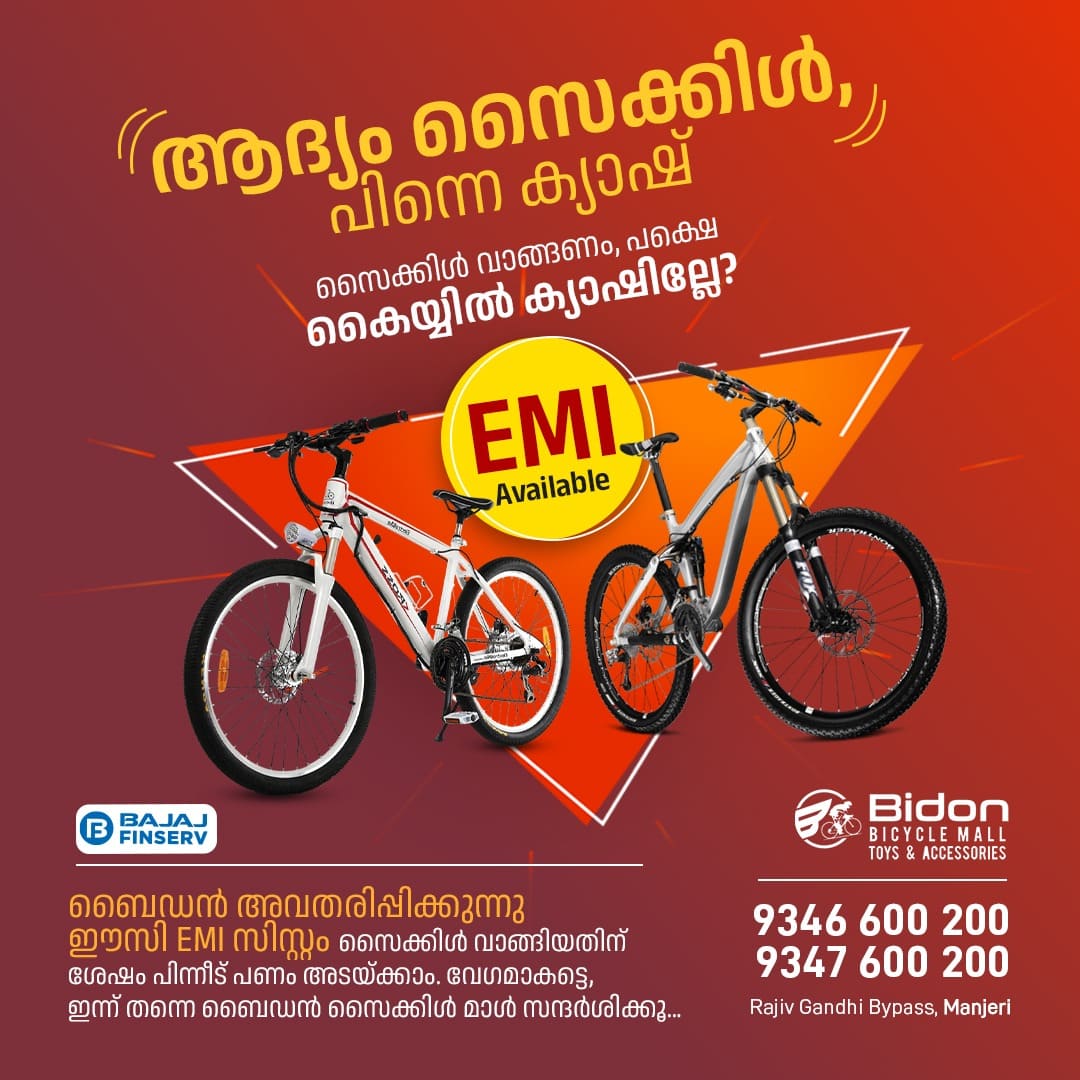 ആദ്യം സൈക്കിൾ,
പിന്നെ ക്യാഷ്
സൈക്കിൾ വാങ്ങണം, പക്ഷെ
കൈയ്യിൽ ക്യാഷില്ലേ?
EMI
Available
KROSS
BAJAJ
FINSERV
Bidon
BICYCLE MALL
TOYS & ACCESSORIES
ബൈഡൻ അവതരിപ്പിക്കുന്നു
ഈസി EMI സിസ്റ്റം സൈക്കിൾ വാങ്ങിയതിന്
ശേഷം പിന്നീട് പണം അടയ്ക്കാം. വേഗമാകട്ടെ,
ഇന്ന് തന്നെ ബൈഡൻ സൈക്കിൾ മാൾ സന്ദർശിക്കൂ...
9346 600 200
9347 600 200
Rajiv Gandhi Bypass, Manjeri